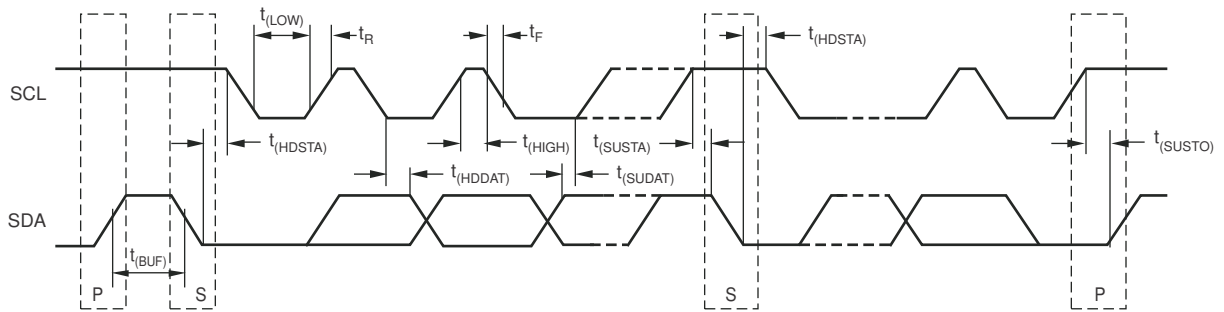 t(LOW)
tR
tF
t(HDSTA)
SCL
t(HDSTA)
t(HIGH)
t(SUSTA)
t(SUSTO)
t(HDDAT)
t(SUDAT)
SDA
t(BUF)
P
S
S
P